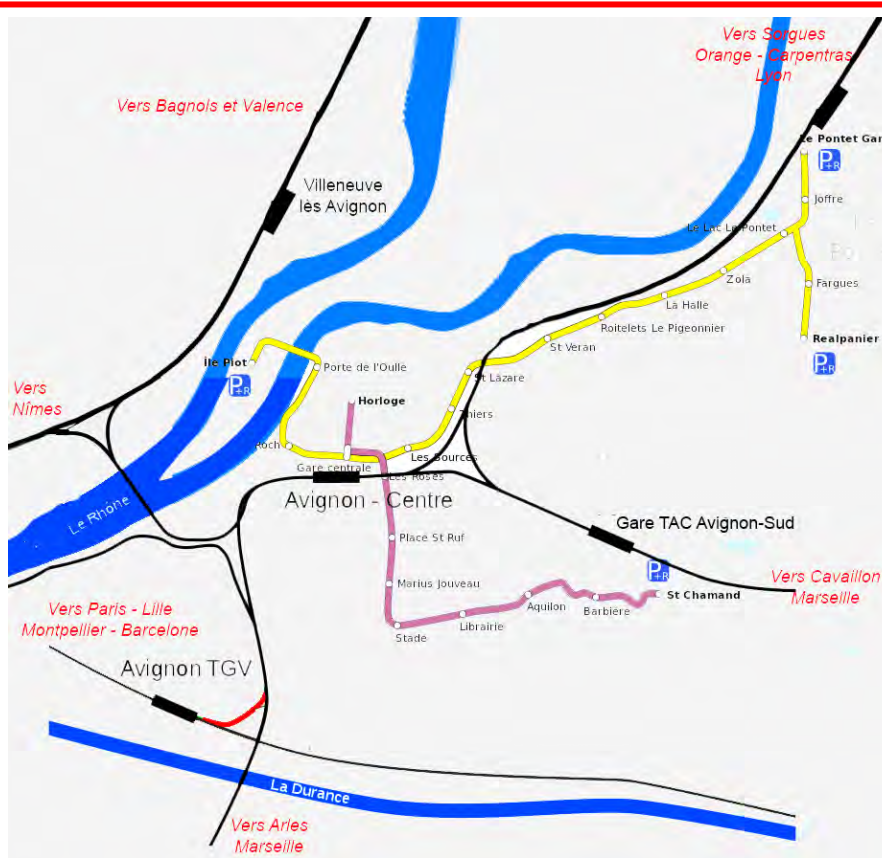 Vers Sorgues
Orange - Carpentras
Lyon
Vers Bagnois et Valence
Le Pontet Gar
P+R
Villeneuve
lès Avignon
Joffre
Le Lac Le Pontet
Zola
Fargues
La Halle
Roitelets Le Pigeonnier
St Véran
Realpanier
P+R
Île Piot
P+R
Porte de l'Oulle
St Lázare
Vers
Nîmes
Horloge
Thiers
Roch
Gare centrale
Les Sources
Les Rosés
Avignon - Centre
Le Rhône
Gare TAC Avignon-Sud
Place St Ruf
P+R
Vers Cavaillon
Marseille
Marius Jouveau
St Chamand
Aquilon
Barbière
Librairie
Stade
Vers Paris - Lille
Montpellier - Barcelone
Avignon TGV
La Durance
Vers Arles
Marseille